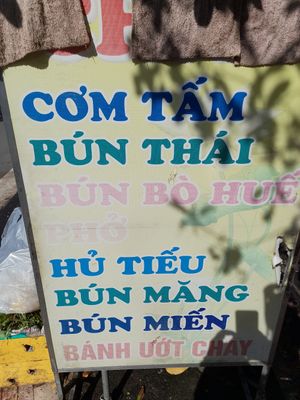 CƠM TẤM
BÚN THÁI
BÚN BÒ HUẾ
PHỞ
HỦ TIẾU
BÚN MĂNG
BÚN MIẾN
BÁNH ƯỚT CHAY